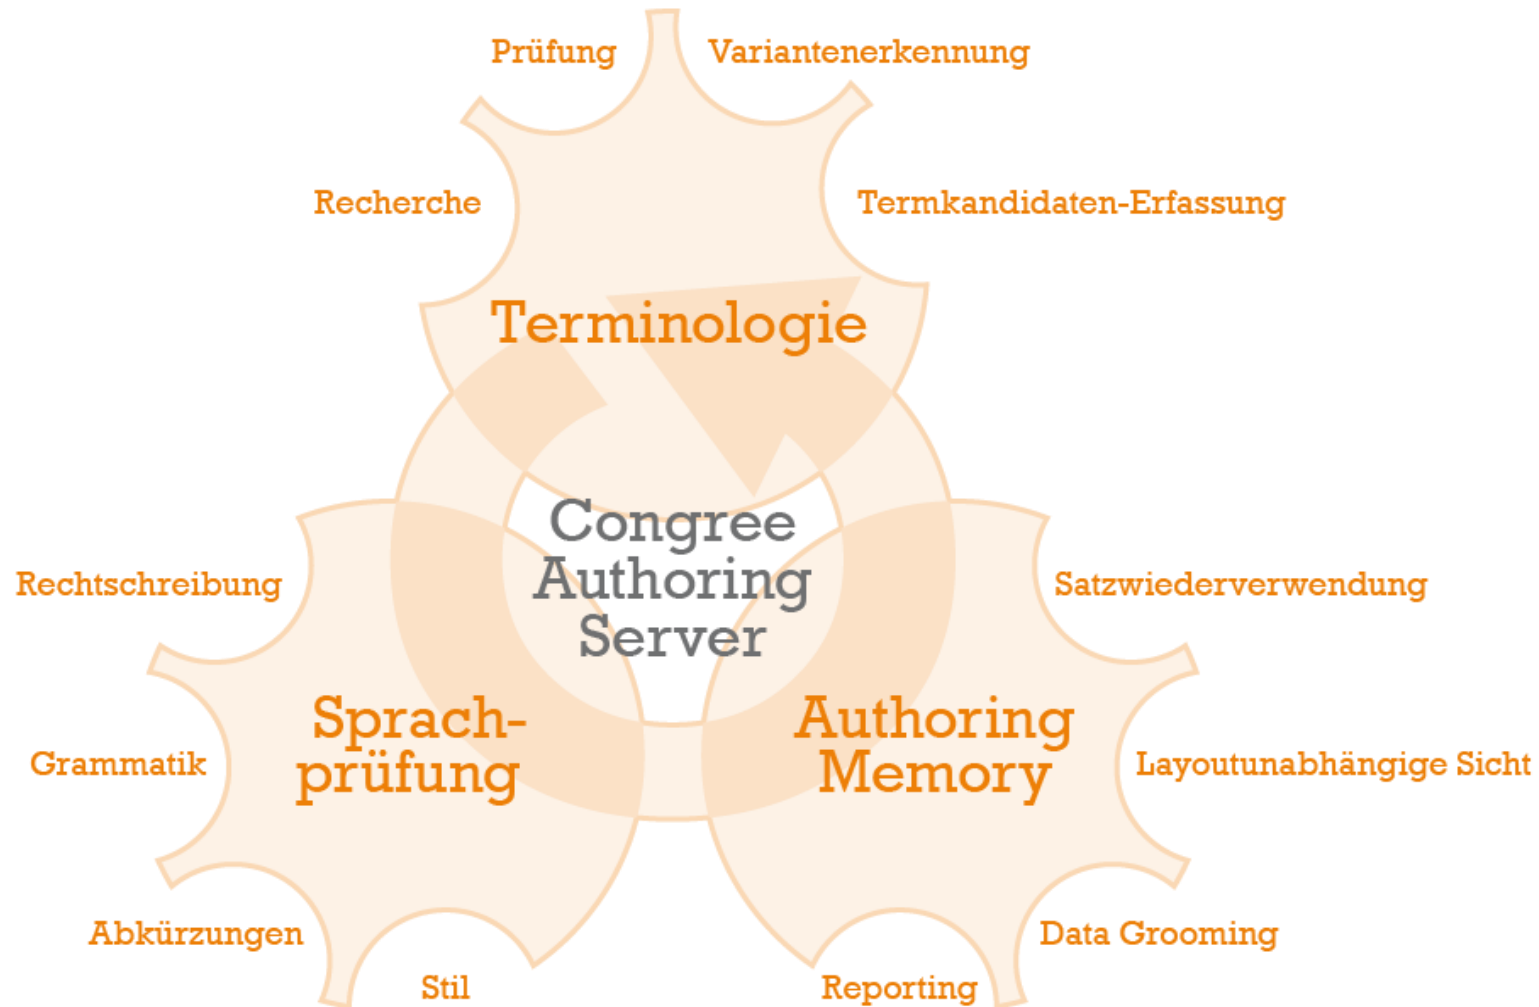 Prüfung
Variantenerkennung
Recherche
Termkandidaten-Erfassung
Terminologie
Congree
Authoring
Server
Rechtschreibung
Grammatik
Abkürzungen
Stil
Sprach-
prüfung
Authoring
Memory
Satzwiederverwendung
Layoutunabhängige Sicht
Data Grooming
Reporting